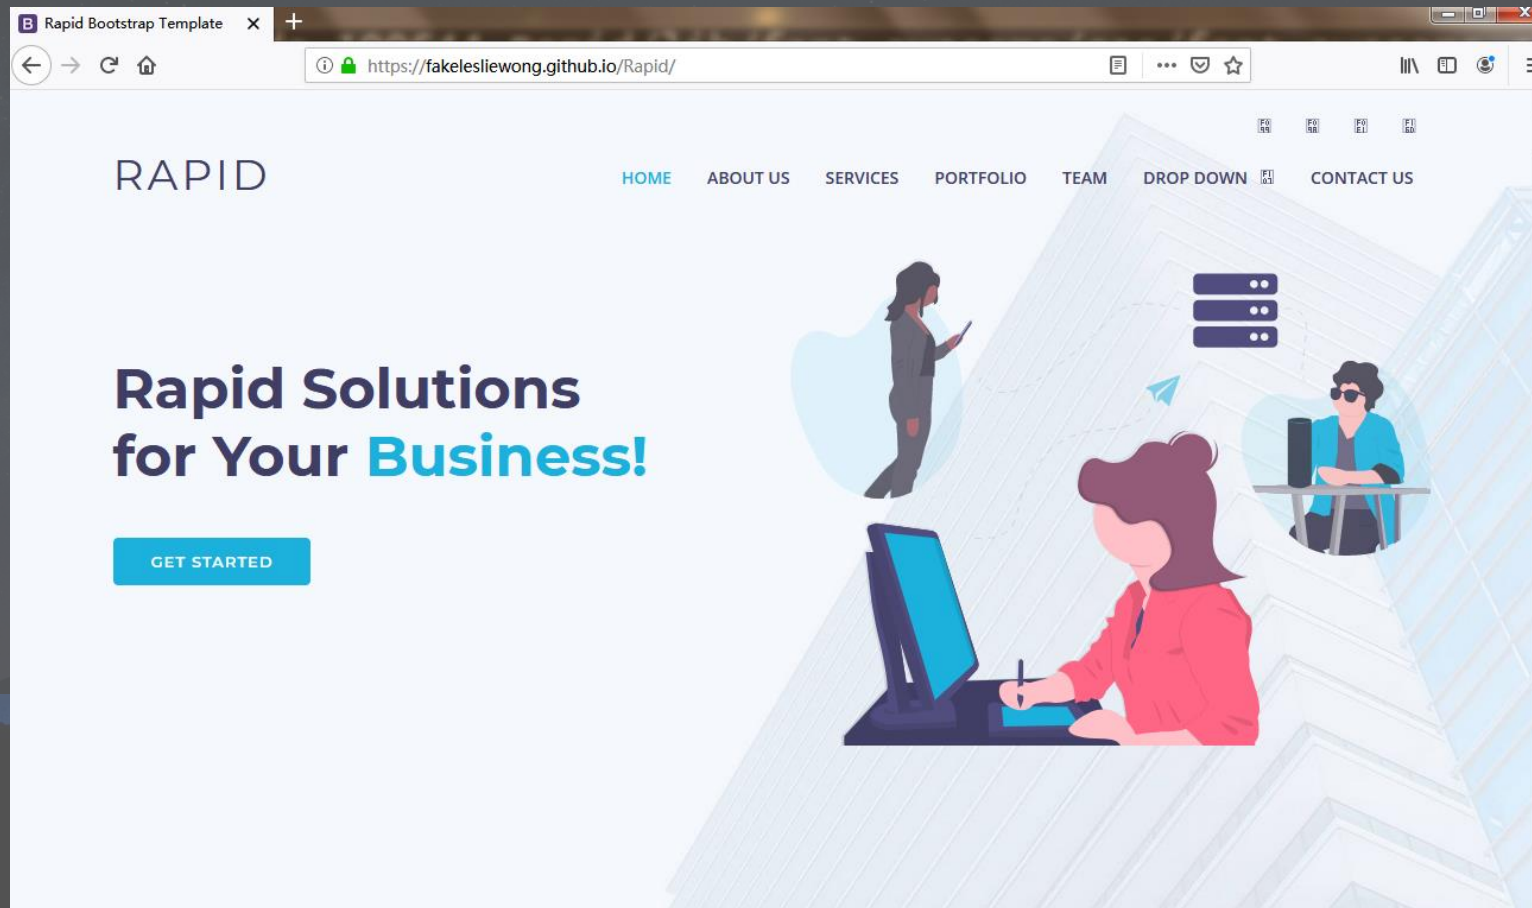 Rapid Bootstrap Template
https://fakelesliewong.github.io/Rapid/
RAPID
HOME ABOUT US SERVICES PORTFOLIO TEAM DROP DOWN CONTACT US
Rapid Solutions
for Your Business!
GET STARTED